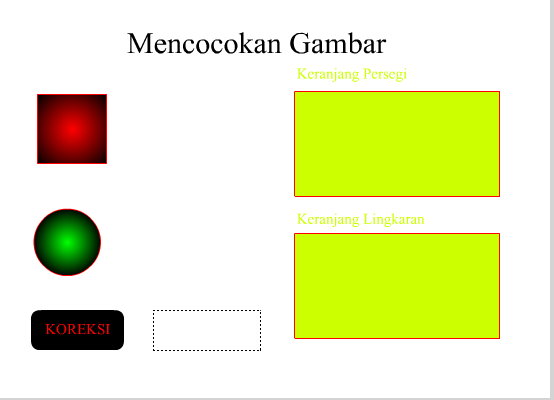 Mencocokan Gambar
Keranjang Persegi
Keranjang Lingkaran
KOREKSI